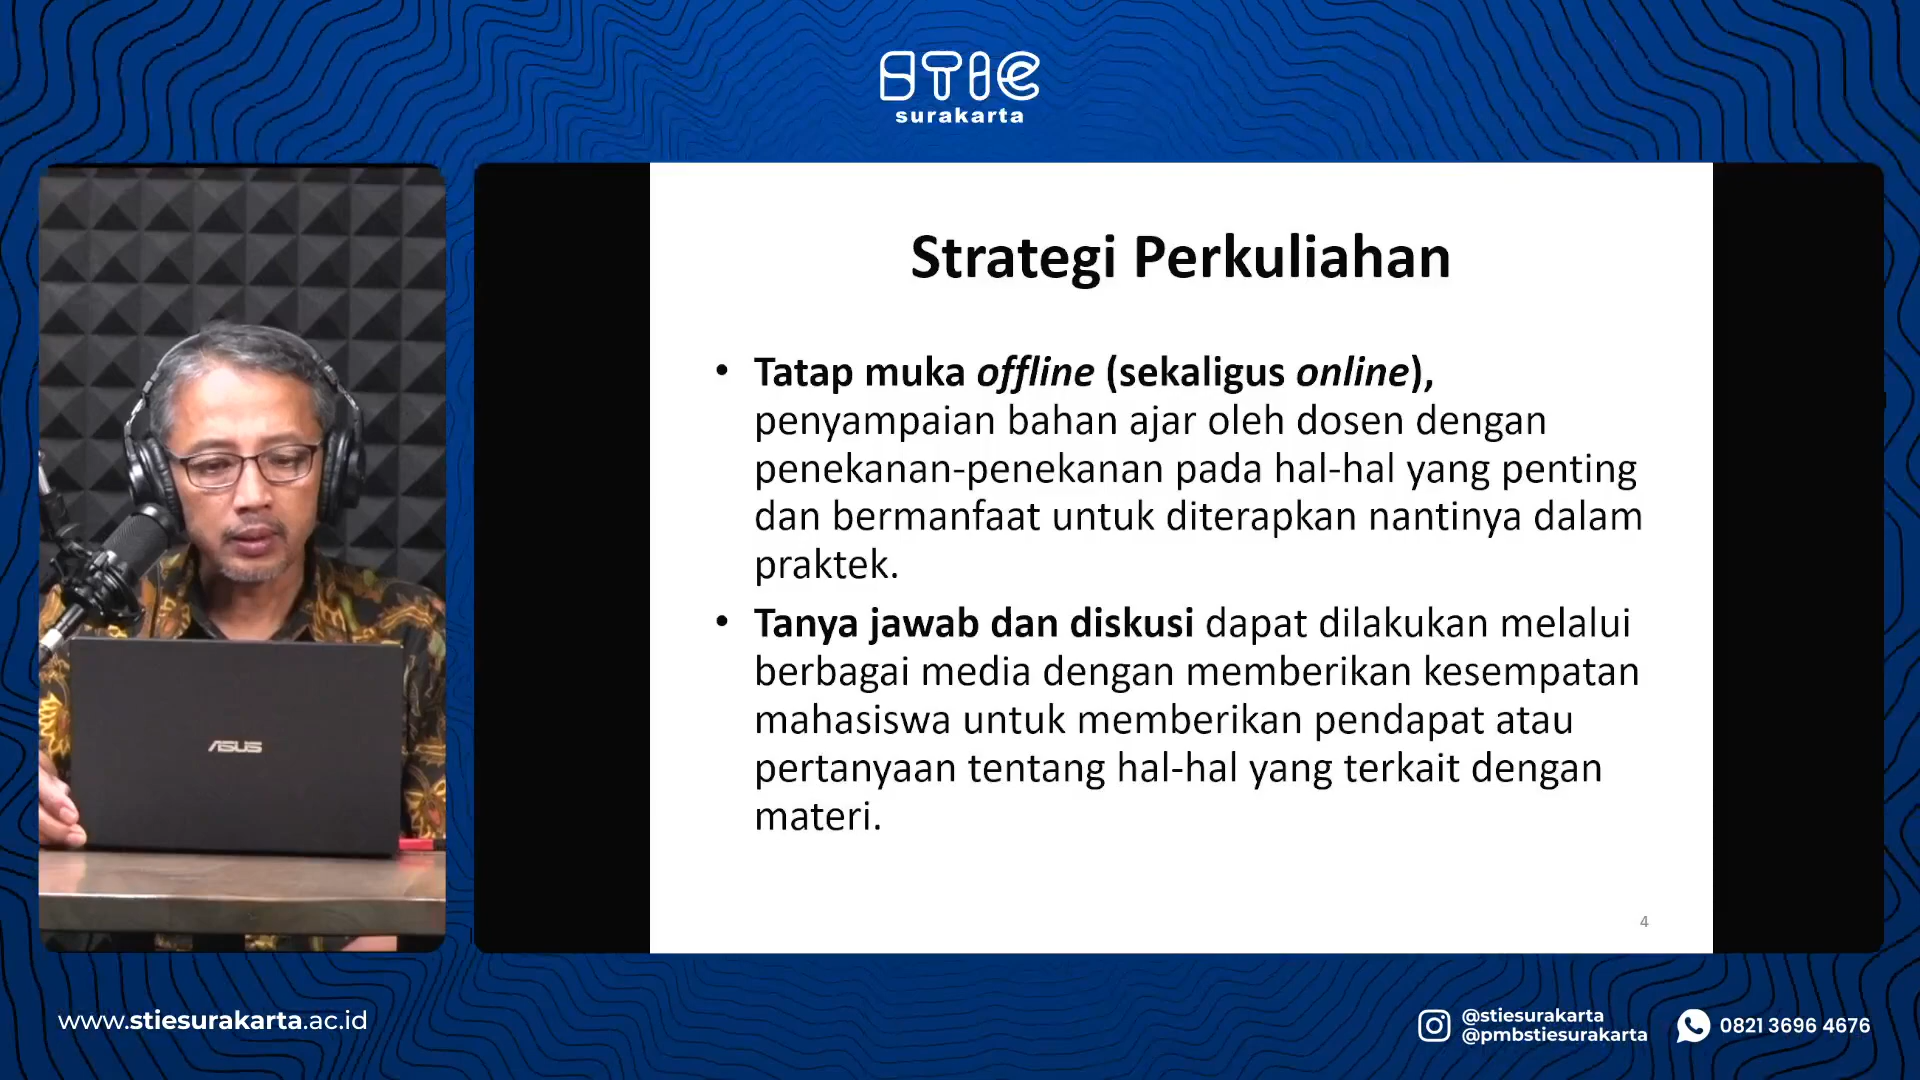 STIE
surakarta
Strategi Perkuliahan
• Tatap muka offline (sekaligus online),
penyampaian bahan ajar oleh dosen dengan
penekanan-penekanan pada hal-hal yang penting
dan bermanfaat untuk diterapkan nantinya dalam
praktek.
• Tanya jawab dan diskusi dapat dilakukan melalui
berbagai media dengan memberikan kesempatan
mahasiswa untuk memberikan pendapat atau
pertanyaan tentang hal-hal yang terkait dengan
materi.
4
ASUS
www.stiesurakarta.ac.id
@stiesurakarta
@pmbstiesurakarta
0821 3696 4676